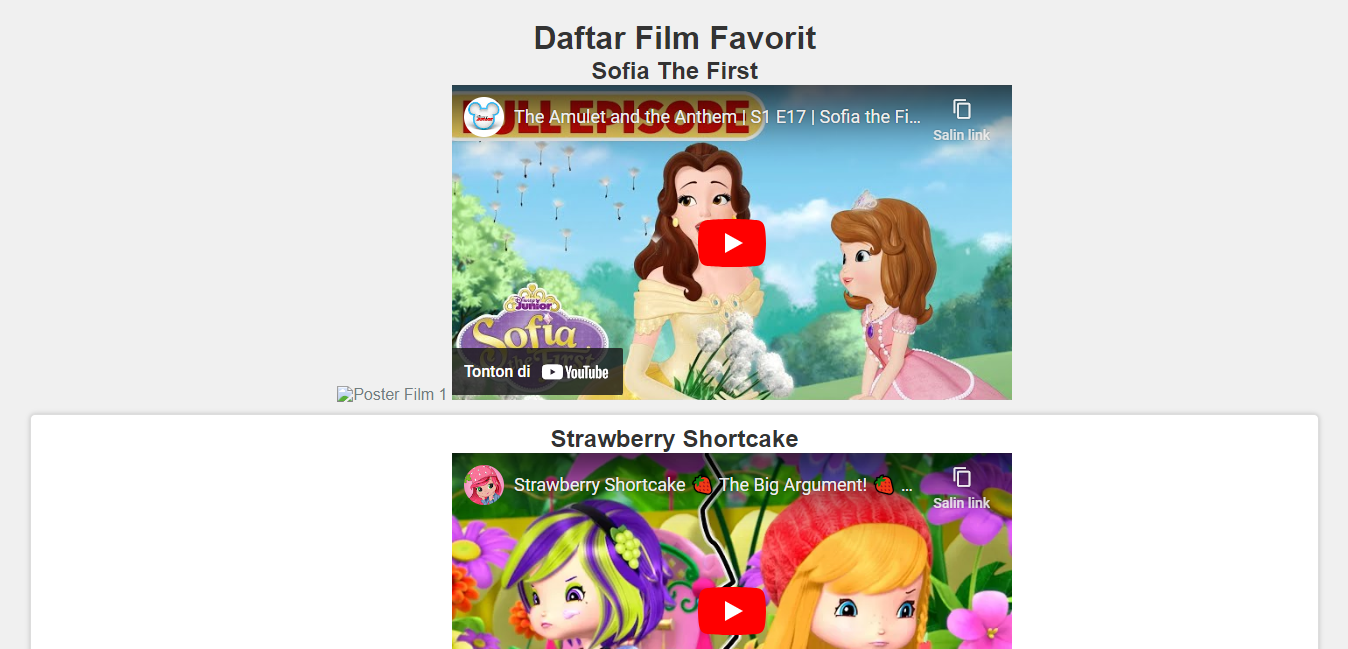 Daftar Film Favorit
Sofia The First
FULL EPISODE
The Amulet and the Anthem | S1 E17 | Sofia the Fi...
Salin link
Disney Junior
Sofia
the First
Tonton di YouTube
Poster Film 1
Strawberry Shortcake
Strawberry Shortcake 🍓 The Big Argument! 🍓 ...
Salin link